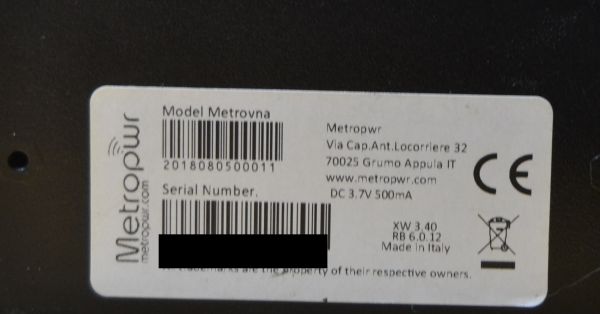 Metropwr
metropwr.com
Model Metrovna
2018080500011
Serial Number.
Metropwr
Via Cap.Ant.Locorriere 32
70025 Grumo Appula IT
www.metropwr.com
DC 3.7V 500mA
CE
XW 3.40
RB 6.0.12
Made in Italy
trademarks are the property of their respective owners.